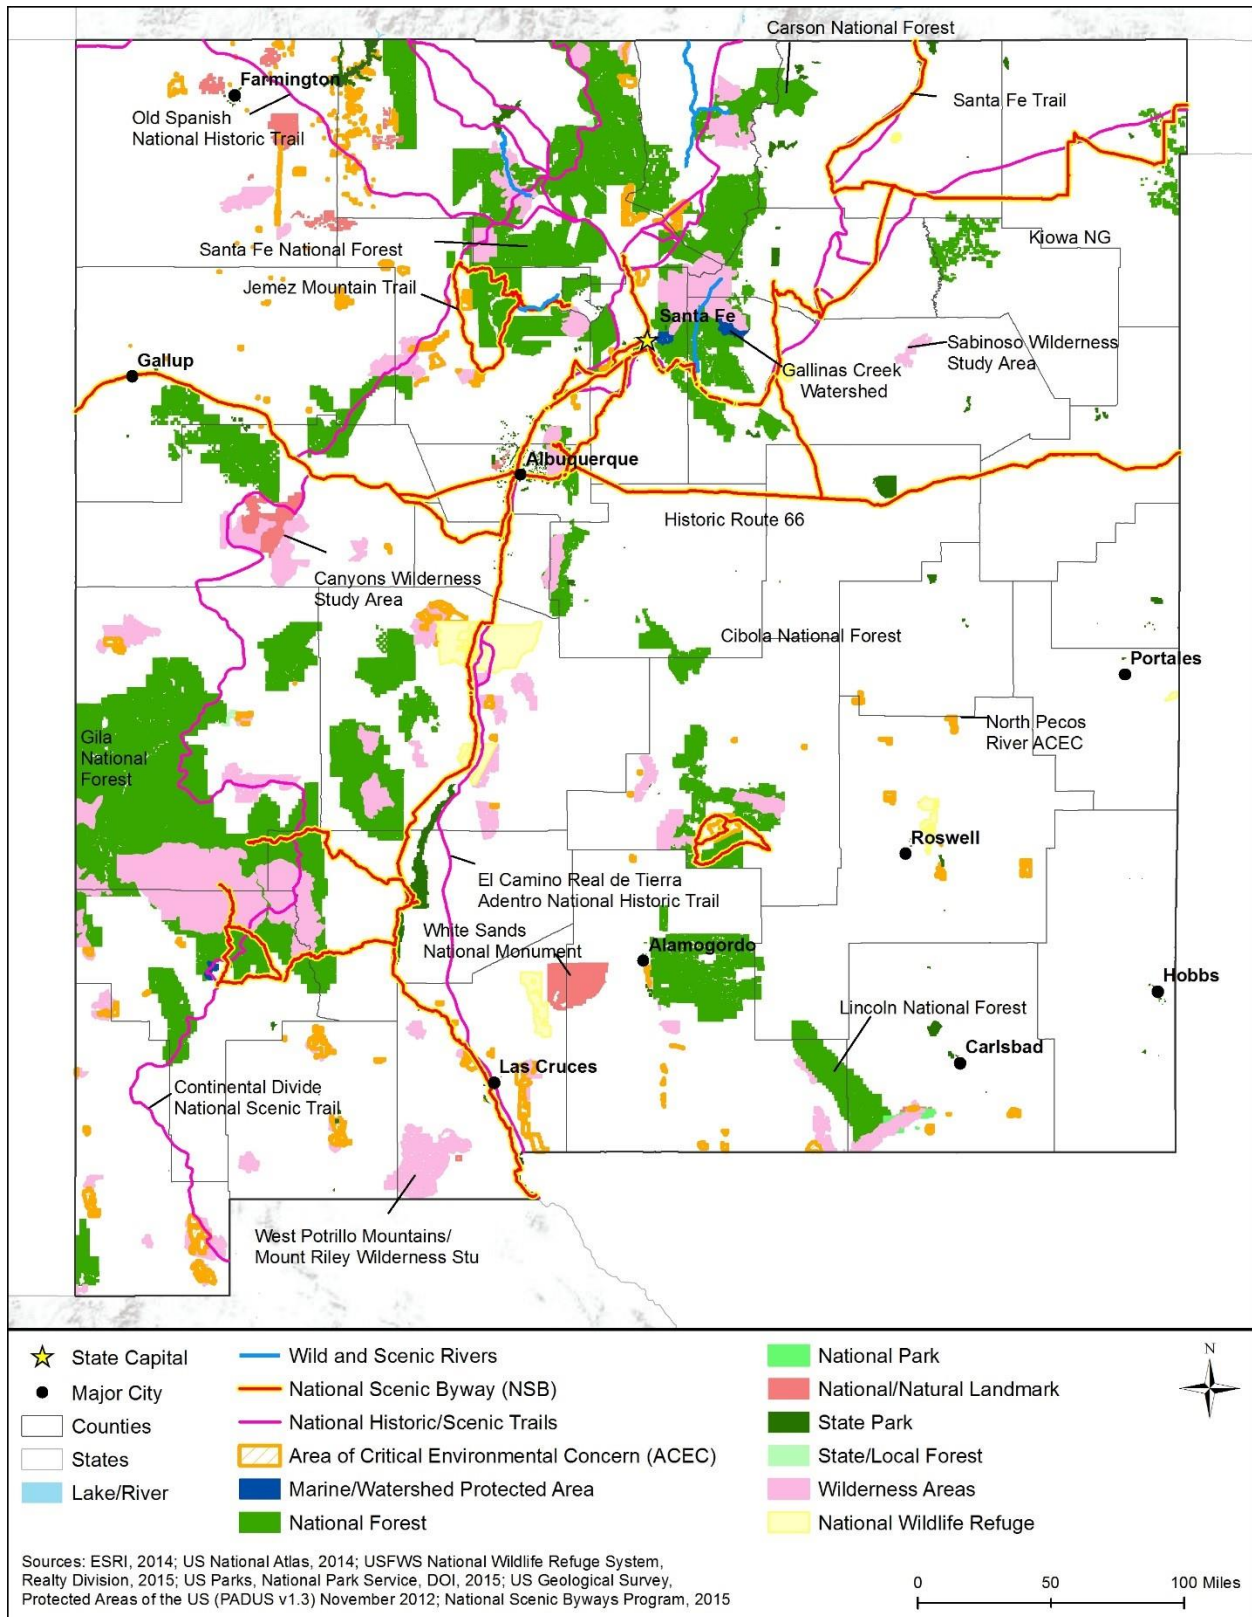 Carson National Forest
Farmington
Santa Fe Trail
Old Spanish
National Historic Trail
Santa Fe National Forest
Kiowa NG
Jemez Mountain Trail
Santa Fe
Sabinoso Wilderness
Study Area
Gallup
Gallinas Creek
Watershed
Albuquerque
Historic Route 66
Canyons Wilderness
Study Area
Cibola National Forest
Portales
North Pecos
River ACEC
Gila
National
Forest
Roswell
El Camino Real de Tierra
Adentro National Historic Trail
White Sands
National Monument
Alamogordo
Hobbs
Lincoln National Forest
Carlsbad
Las Cruces
Continental Divide
National Scenic Trail
West Potrillo Mountains/
Mount Riley Wilderness Stu
State Capital
Major City
Counties
States
Lake/River
Wild and Scenic Rivers
National Scenic Byway (NSB)
National Historic/Scenic Trails
Area of Critical Environmental Concern (ACEC)
Marine/Watershed Protected Area
National Forest
National Park
National/Natural Landmark
State Park
State/Local Forest
Wilderness Areas
National Wildlife Refuge
N
Sources: ESRI, 2014; US National Atlas, 2014; USFWS National Wildlife Refuge System,
Realty Division, 2015; US Parks, National Park Service, DOI, 2015; US Geological Survey,
Protected Areas of the US (PADUS v1.3) November 2012; National Scenic Byways Program, 2015
0 50 100 Miles